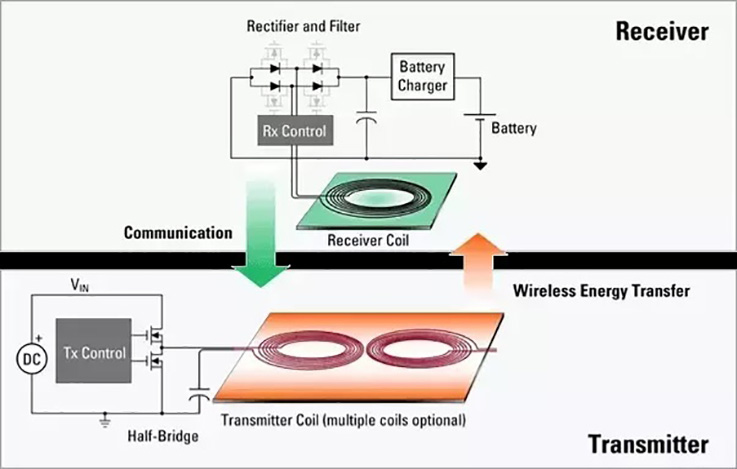 Receiver
Rectifier and Filter
Battery
Charger
Rx Control
Battery
Communication
Receiver Coil
Wireless Energy Transfer
VIN
+
DC
Tx Control
Transmitter Coil (multiple coils optional)
Half-Bridge
Transmitter